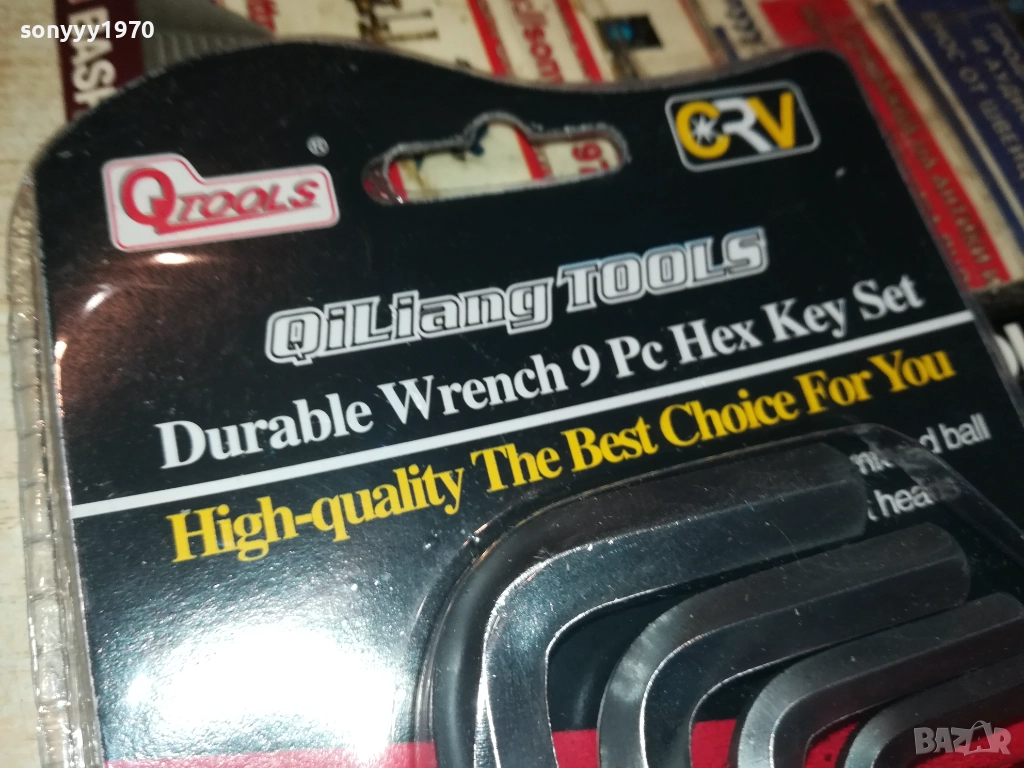 sonyyy1970
BASH
QTOOLS ®
CRV
QiLiang TOOLS
Durable Wrench 9 Pc Hex Key Set
High-quality The Best Choice For You
ball
BAZAR